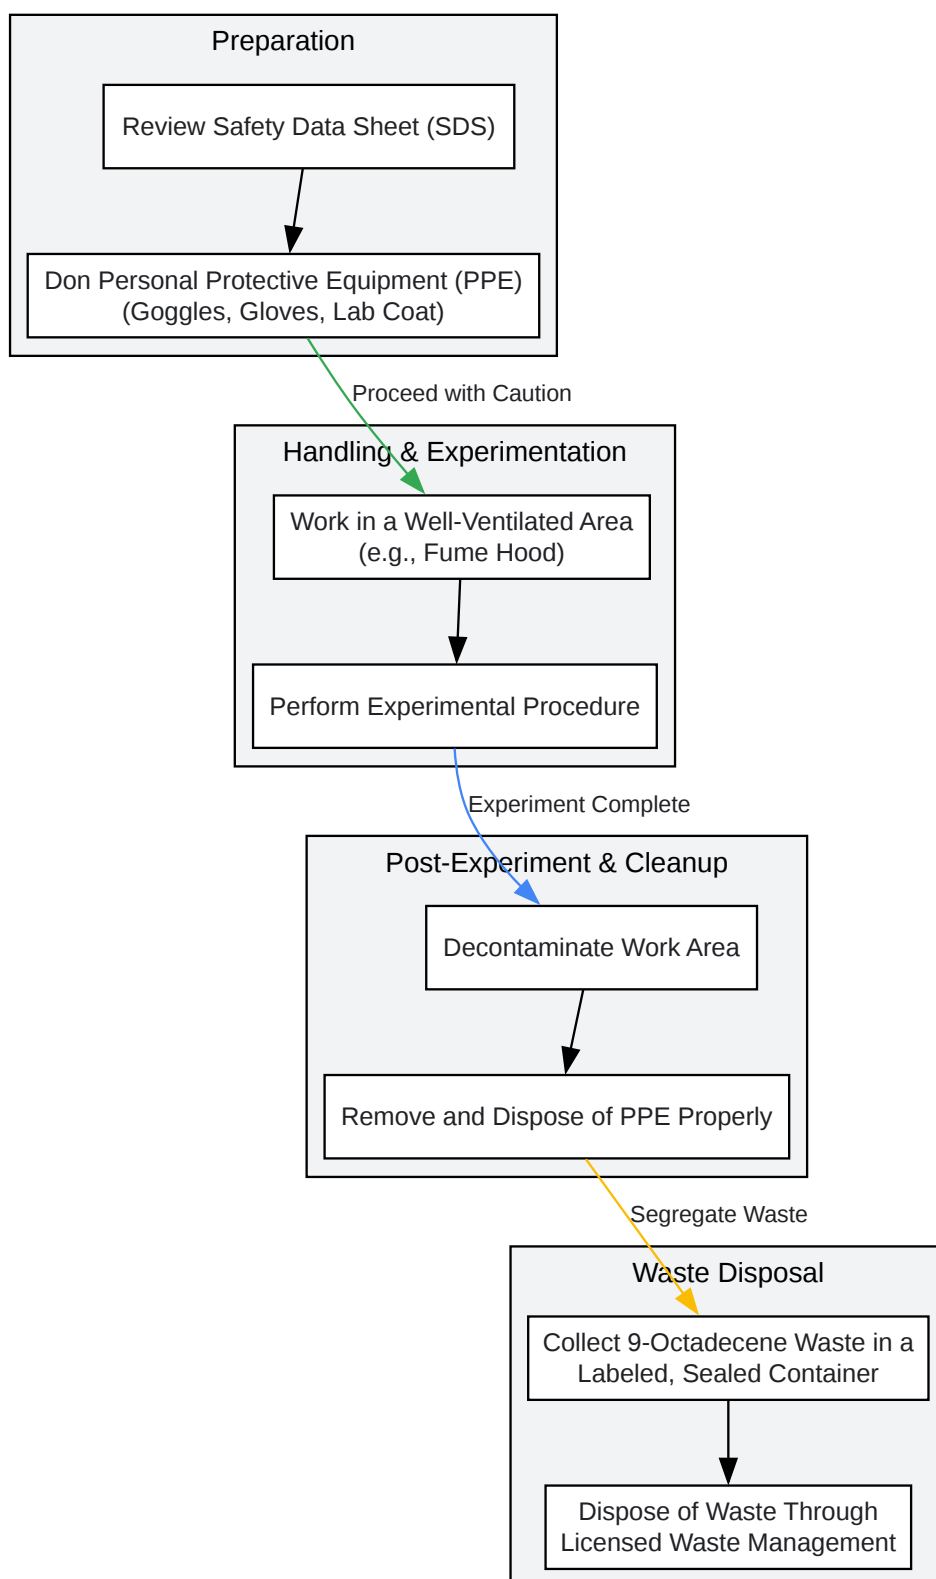 Preparation
Review Safety Data Sheet (SDS)
Don Personal Protective Equipment (PPE)
(Goggles, Gloves, Lab Coat)
Proceed with Caution
Handling & Experimentation
Work in a Well-Ventilated Area
(e.g., Fume Hood)
Perform Experimental Procedure
Experiment Complete
Post-Experiment & Cleanup
Decontaminate Work Area
Remove and Dispose of PPE Properly
Segregate Waste
Waste Disposal
Collect 9-Octadecene Waste in a
Labeled, Sealed Container
Dispose of Waste Through
Licensed Waste Management